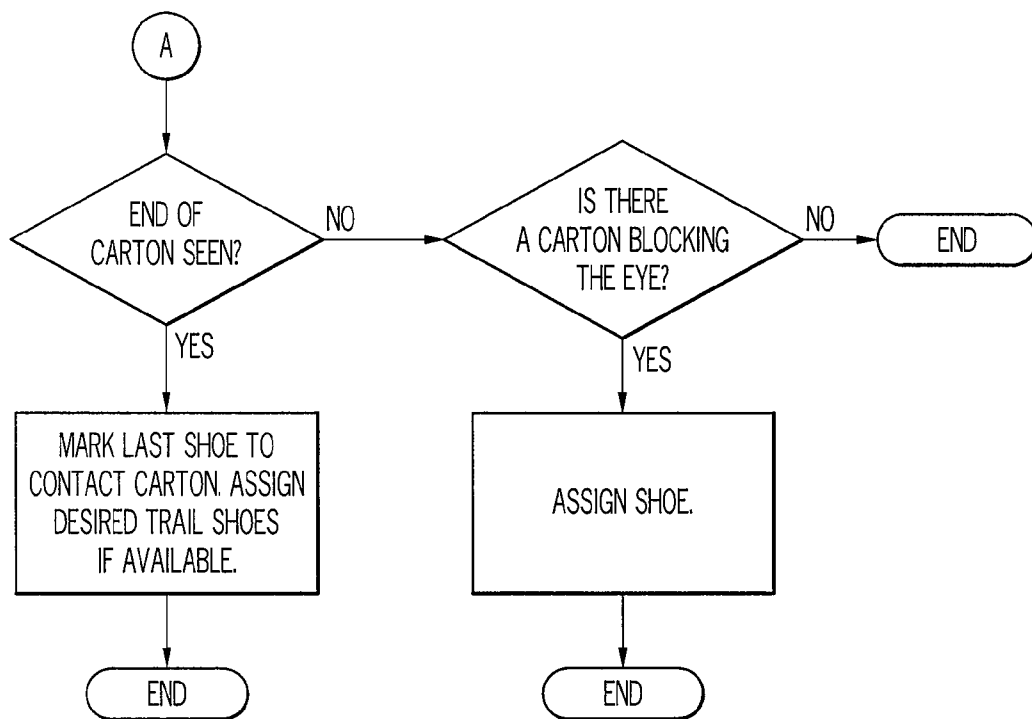 A
END OF
CARTON SEEN?
NO
YES
MARK LAST SHOE TO
CONTACT CARTON. ASSIGN
DESIRED TRAIL SHOES
IF AVAILABLE.
END
IS THERE
A CARTON BLOCKING
THE EYE?
NO
END
YES
ASSIGN SHOE.
END